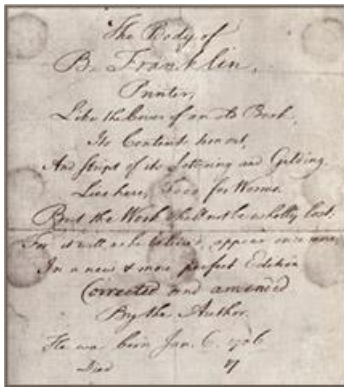 The Body of
B. Franklin,
Printer;
Like the Cover of an old Book,
Its Contents torn out,
And stript of its Lettering and Gilding,
Lies here, Food for Worms.
But the Work shall not be wholly lost;
For it will, as he believ'd, appear once more,
In a new & more perfect Edition,
Corrected and amended
By the Author.
He was born Jan. 6. 1706
Died 17